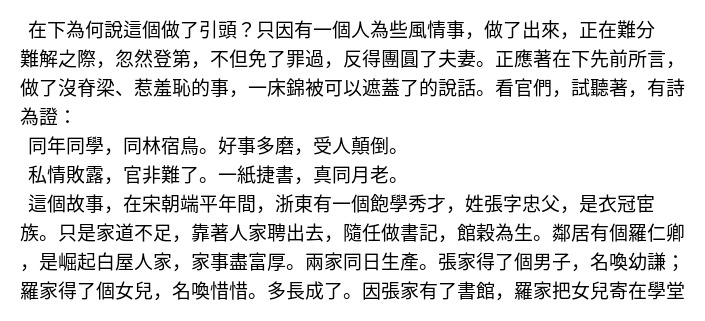 在下為何說這個做了引頭？只因有一個人為些風情事，做了出來，正在難分
難解之際，忽然登第，不但免了罪過，反得團圓了夫妻。正應著在下先前所言，
做了沒脊梁、惹羞恥的事，一床錦被可以遮蓋了的說話。看官們，試聽著，有詩
為證：
同年同學，同林宿鳥。好事多磨，受人顛倒。
私情敗露，官非難了。一紙捷書，真同月老。
這個故事，在宋朝端平年間，浙東有一個飽學秀才，姓張字忠父，是衣冠宦
族。只是家道不足，靠著人家聘出去，隨任做書記，館穀為生。鄰居有個羅仁卿
，是崛起白屋人家，家事盡富厚。兩家同日生產。張家得了個男子，名喚幼謙；
羅家得了個女兒，名喚惜惜。多長成了。因張家有了書館，羅家把女兒寄在學堂